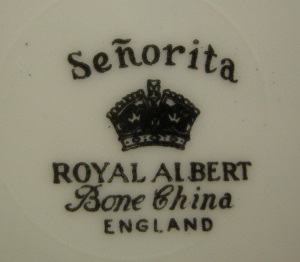 Señorita
ROYAL ALBERT
Bone China
ENGLAND